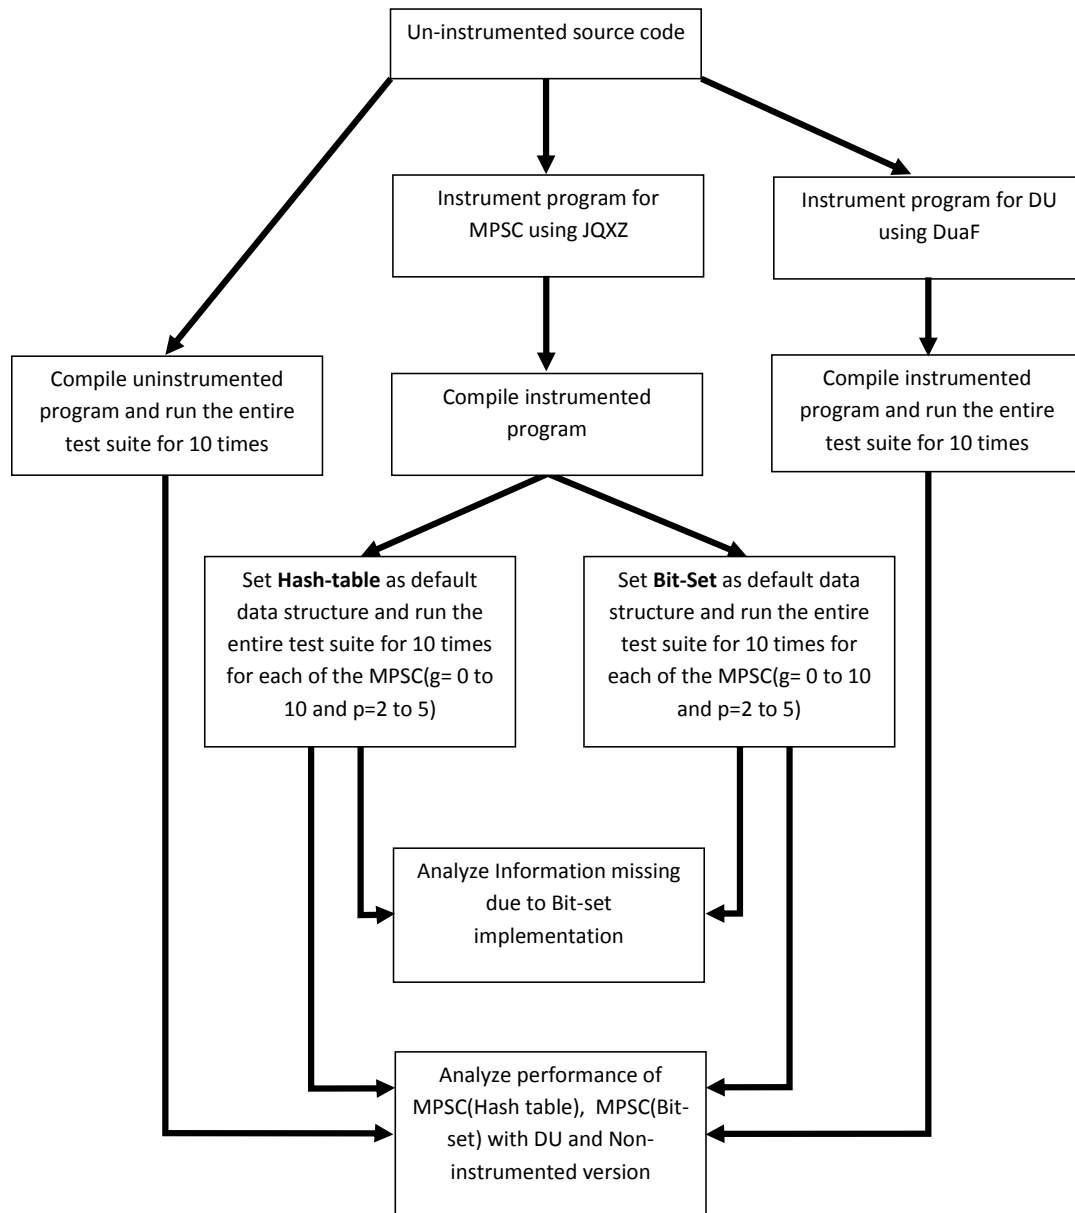 Un-instrumented source code
Instrument program for
MPSC using JQXZ
Instrument program for DU
using DuaF
Compile uninstrumented
program and run the entire
test suite for 10 times
Compile instrumented
program
Compile instrumented
program and run the entire
test suite for 10 times
Set Hash-table as default
data structure and run the
entire test suite for 10 times
for each of the MPSC(g= 0 to
10 and p=2 to 5)
Set Bit-Set as default data
structure and run the entire
test suite for 10 times for
each of the MPSC(g= 0 to 10
and p=2 to 5)
Analyze Information missing
due to Bit-set
implementation
Analyze performance of
MPSC(Hash table), MPSC(Bit-
set) with DU and Non-
instrumented version